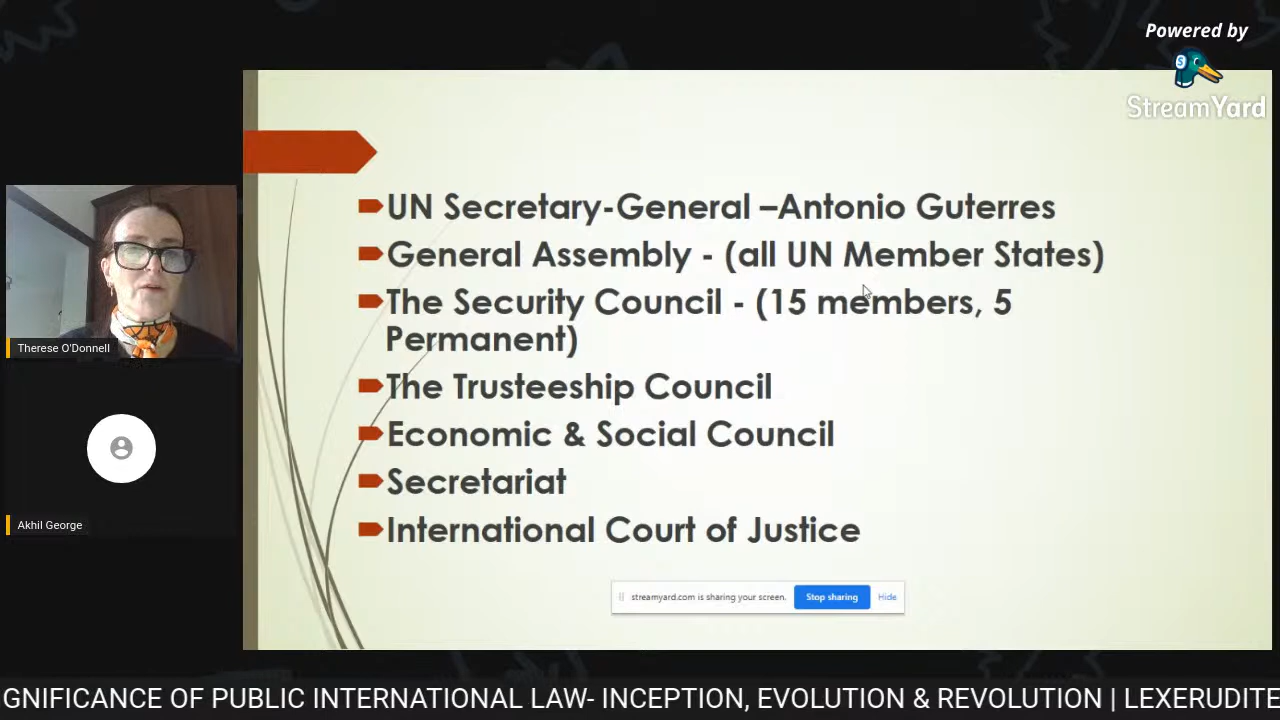 Powered by
StreamYard
UN Secretary-General –Antonio Guterres
General Assembly - (all UN Member States)
The Security Council - (15 members, 5
Permanent)
The Trusteeship Council
Economic & Social Council
Secretariat
International Court of Justice
Therese O'Donnell
Akhil George
streamyard.com is sharing your screen.
Stop sharing
Hide
GNIFICANCE OF PUBLIC INTERNATIONAL LAW- INCEPTION, EVOLUTION & REVOLUTION | LEXERUDITE